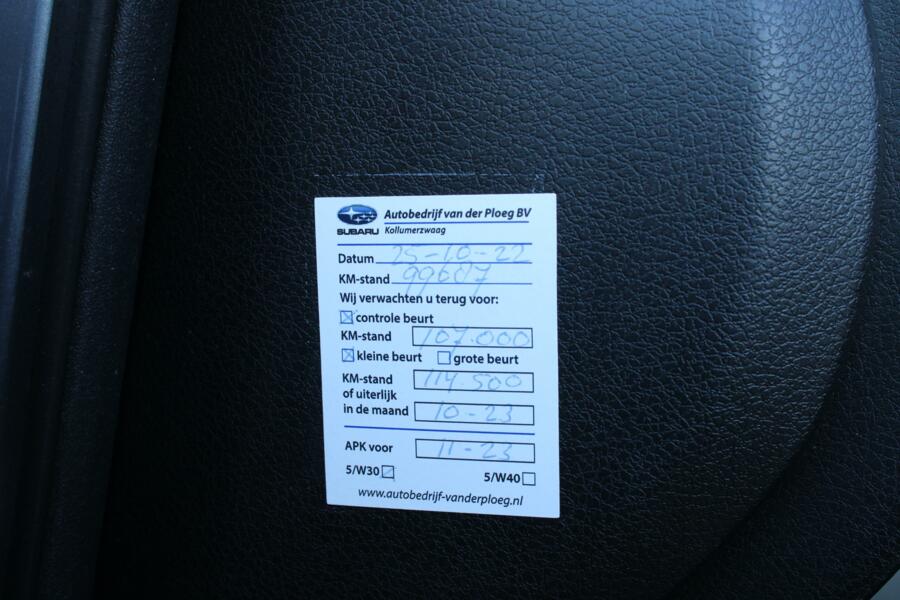 SUBARU
Autobedrijf van der Ploeg BV
Kollumerzwaag
Datum 25-10-22
KM-stand 99607
Wij verwachten u terug voor:
controle beurt
KM-stand 107.000
kleine beurt grote beurt
KM-stand 114.500
of uiterlijk
in de maand 10-23
APK voor 11-23
5/W30 5/W40
www.autobedrijf-vanderploeg.nl